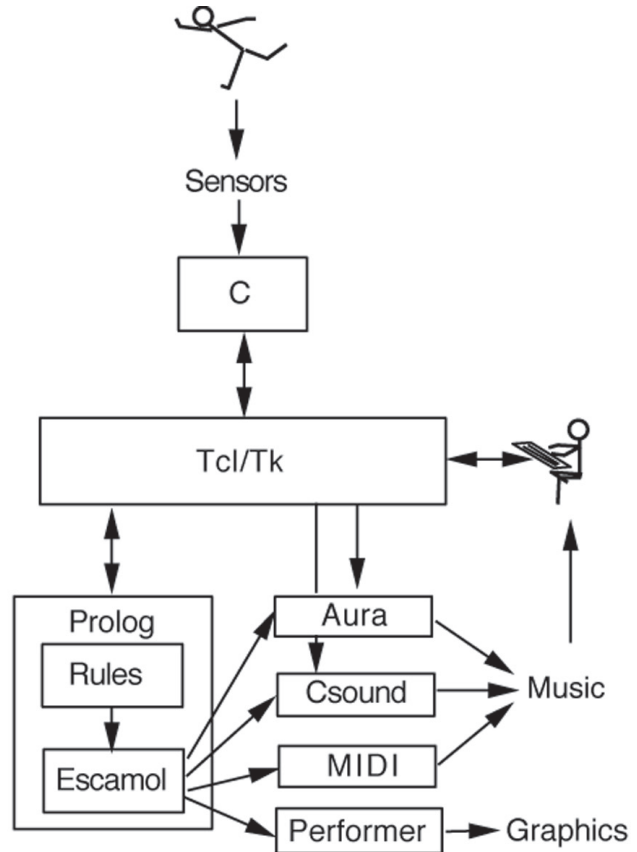 Sensors
C
Tcl/Tk
Prolog
Rules
Escamol
Aura
Csound
MIDI
Performer
Music
Graphics